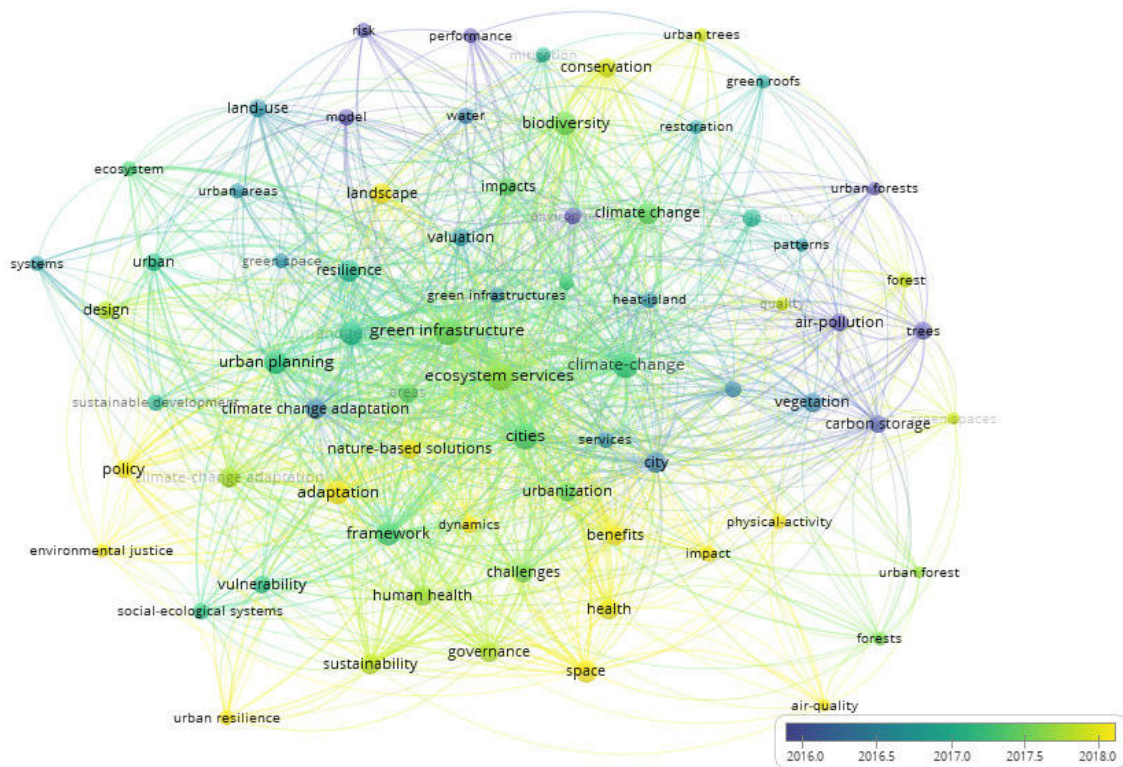 risk
performance
urban trees
mitigation
conservation
green roofs
land-use
model
water
biodiversity
restoration
ecosystem
urban areas
landscape
impacts
urban forests
climate change
valuation
patterns
systems
urban
green space
resilience
green infrastructures
heat-island
quality
forest
design
green infrastructure
air-pollution
trees
urban planning
ecosystem services
climate-change
areas
sustainable development
climate change adaptation
vegetation
carbon storage
green spaces
cities
services
nature-based solutions
policy
climate-change adaptation
city
adaptation
urbanization
framework
dynamics
benefits
physical-activity
environmental justice
impact
challenges
urban forest
vulnerability
human health
social-ecological systems
health
forests
sustainability
governance
space
urban resilience
air-quality
2016.0 2016.5 2017.0 2017.5 2018.0